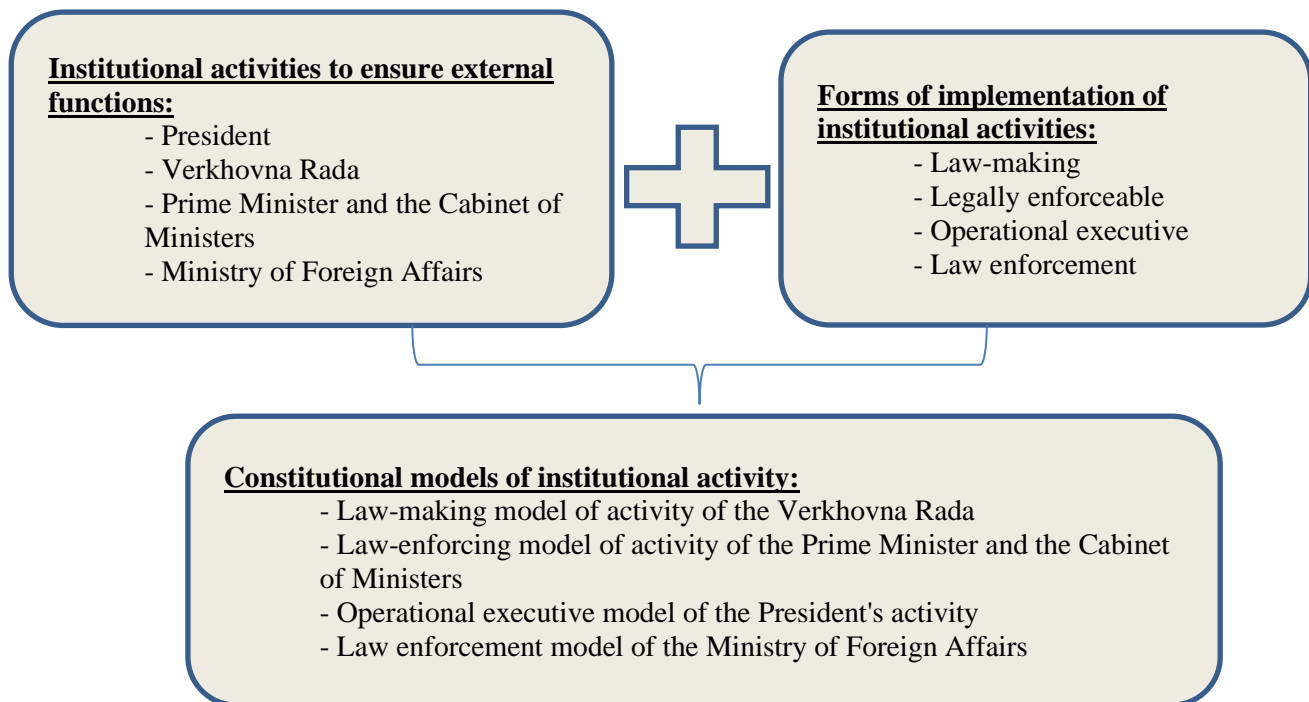 Institutional activities to ensure external
functions:
- President
- Verkhovna Rada
- Prime Minister and the Cabinet of
Ministers
- Ministry of Foreign Affairs
Forms of implementation of
institutional activities:
- Law-making
- Legally enforceable
- Operational executive
- Law enforcement
Constitutional models of institutional activity:
- Law-making model of activity of the Verkhovna Rada
- Law-enforcing model of activity of the Prime Minister and the Cabinet
of Ministers
- Operational executive model of the President's activity
- Law enforcement model of the Ministry of Foreign Affairs